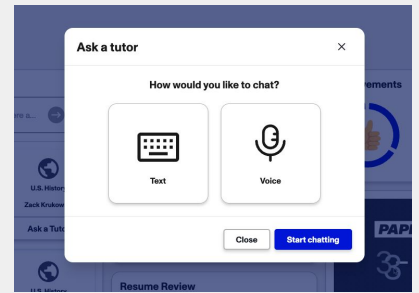 Ask a tutor
How would you like to chat?
Text
Voice
Close
Start chatting
U.S. History
Zack Krukow
Ask a Tuto
U.S. History
Resume Review
ements
PAP